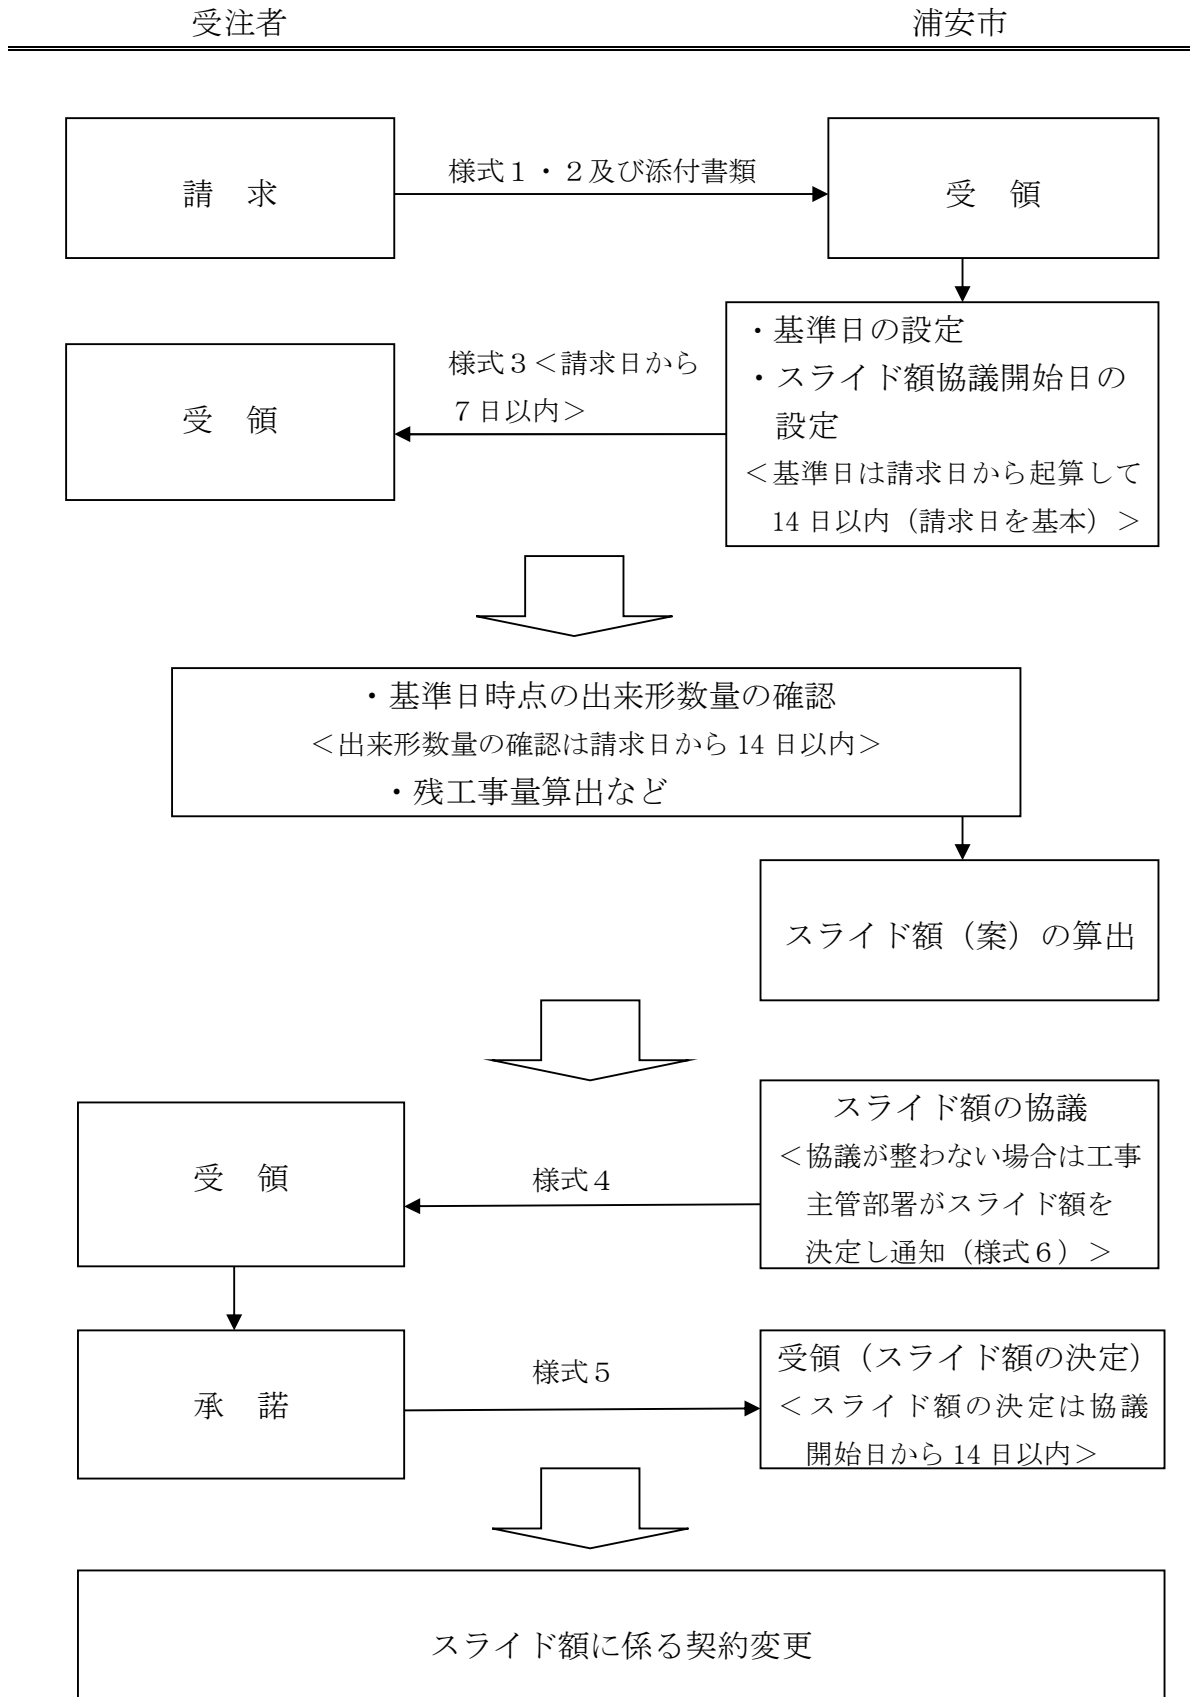 受注者
浦安市
請　求
様式１・２及び添付書類
受　領
・基準日の設定
・スライド額協議開始日の
設定
＜基準日は請求日から起算して
14 日以内（請求日を基本）＞
様式３＜請求日から
７日以内＞
受　領
・基準日時点の出来形数量の確認
＜出来形数量の確認は請求日から 14 日以内＞
・残工事量算出など
スライド額（案）の算出
スライド額の協議
＜協議が整わない場合は工事
主管部署がスライド額を
決定し通知（様式６）＞
様式４
受　領
承　諾
様式５
受領（スライド額の決定）
＜スライド額の決定は協議
開始日から 14 日以内＞
スライド額に係る契約変更